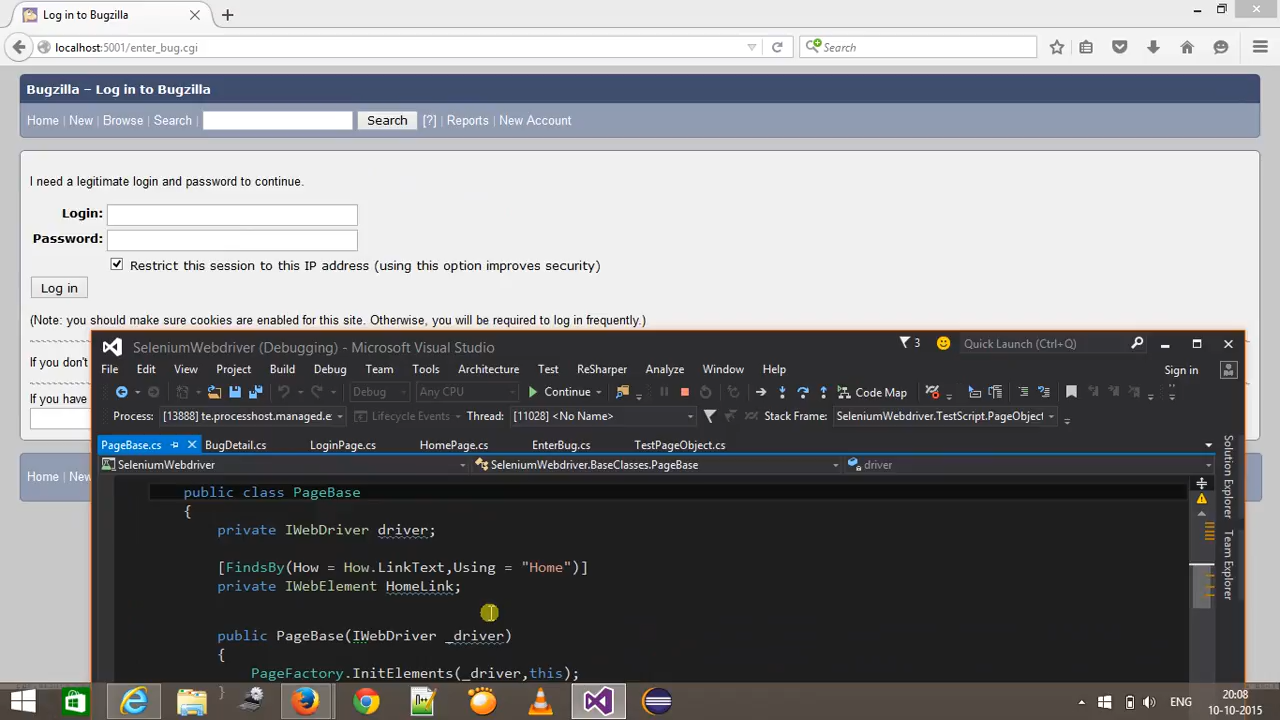 Log in to Bugzilla
localhost:5001/enter_bug.cgi
Search
Bugzilla – Log in to Bugzilla
Home | New | Browse | Search
Search
[?] | Reports | New Account
I need a legitimate login and password to continue.
Login:
Password:
Restrict this session to this IP address (using this option improves security)
Log in
(Note: you should make sure cookies are enabled for this site. Otherwise, you will be required to log in frequently.)
If you don't
If you have
Home | New
SeleniumWebdriver (Debugging) - Microsoft Visual Studio
3
Quick Launch (Ctrl+Q)
File Edit View Project Build Debug Team Tools Architecture Test ReSharper Analyze Window Help
Sign in
Debug Any CPU Continue Code Map
Process: [13888] te.processhost.managed.e Lifecycle Events Thread: [11028] <No Name> Stack Frame: SeleniumWebdriver.TestScript.PageObject
PageBase.cs BugDetail.cs LoginPage.cs HomePage.cs EnterBug.cs TestPageObject.cs
SeleniumWebdriver SeleniumWebdriver.BaseClasses.PageBase driver
public class PageBase
{
private IWebDriver driver;
[FindsBy(How = How.LinkText,Using = "Home")]
private IWebElement HomeLink;
public PageBase(IWebDriver _driver)
{
PageFactory.InitElements(_driver,this);
}
Solution Explorer
Team Explorer
ENG
20:08
10-10-2015